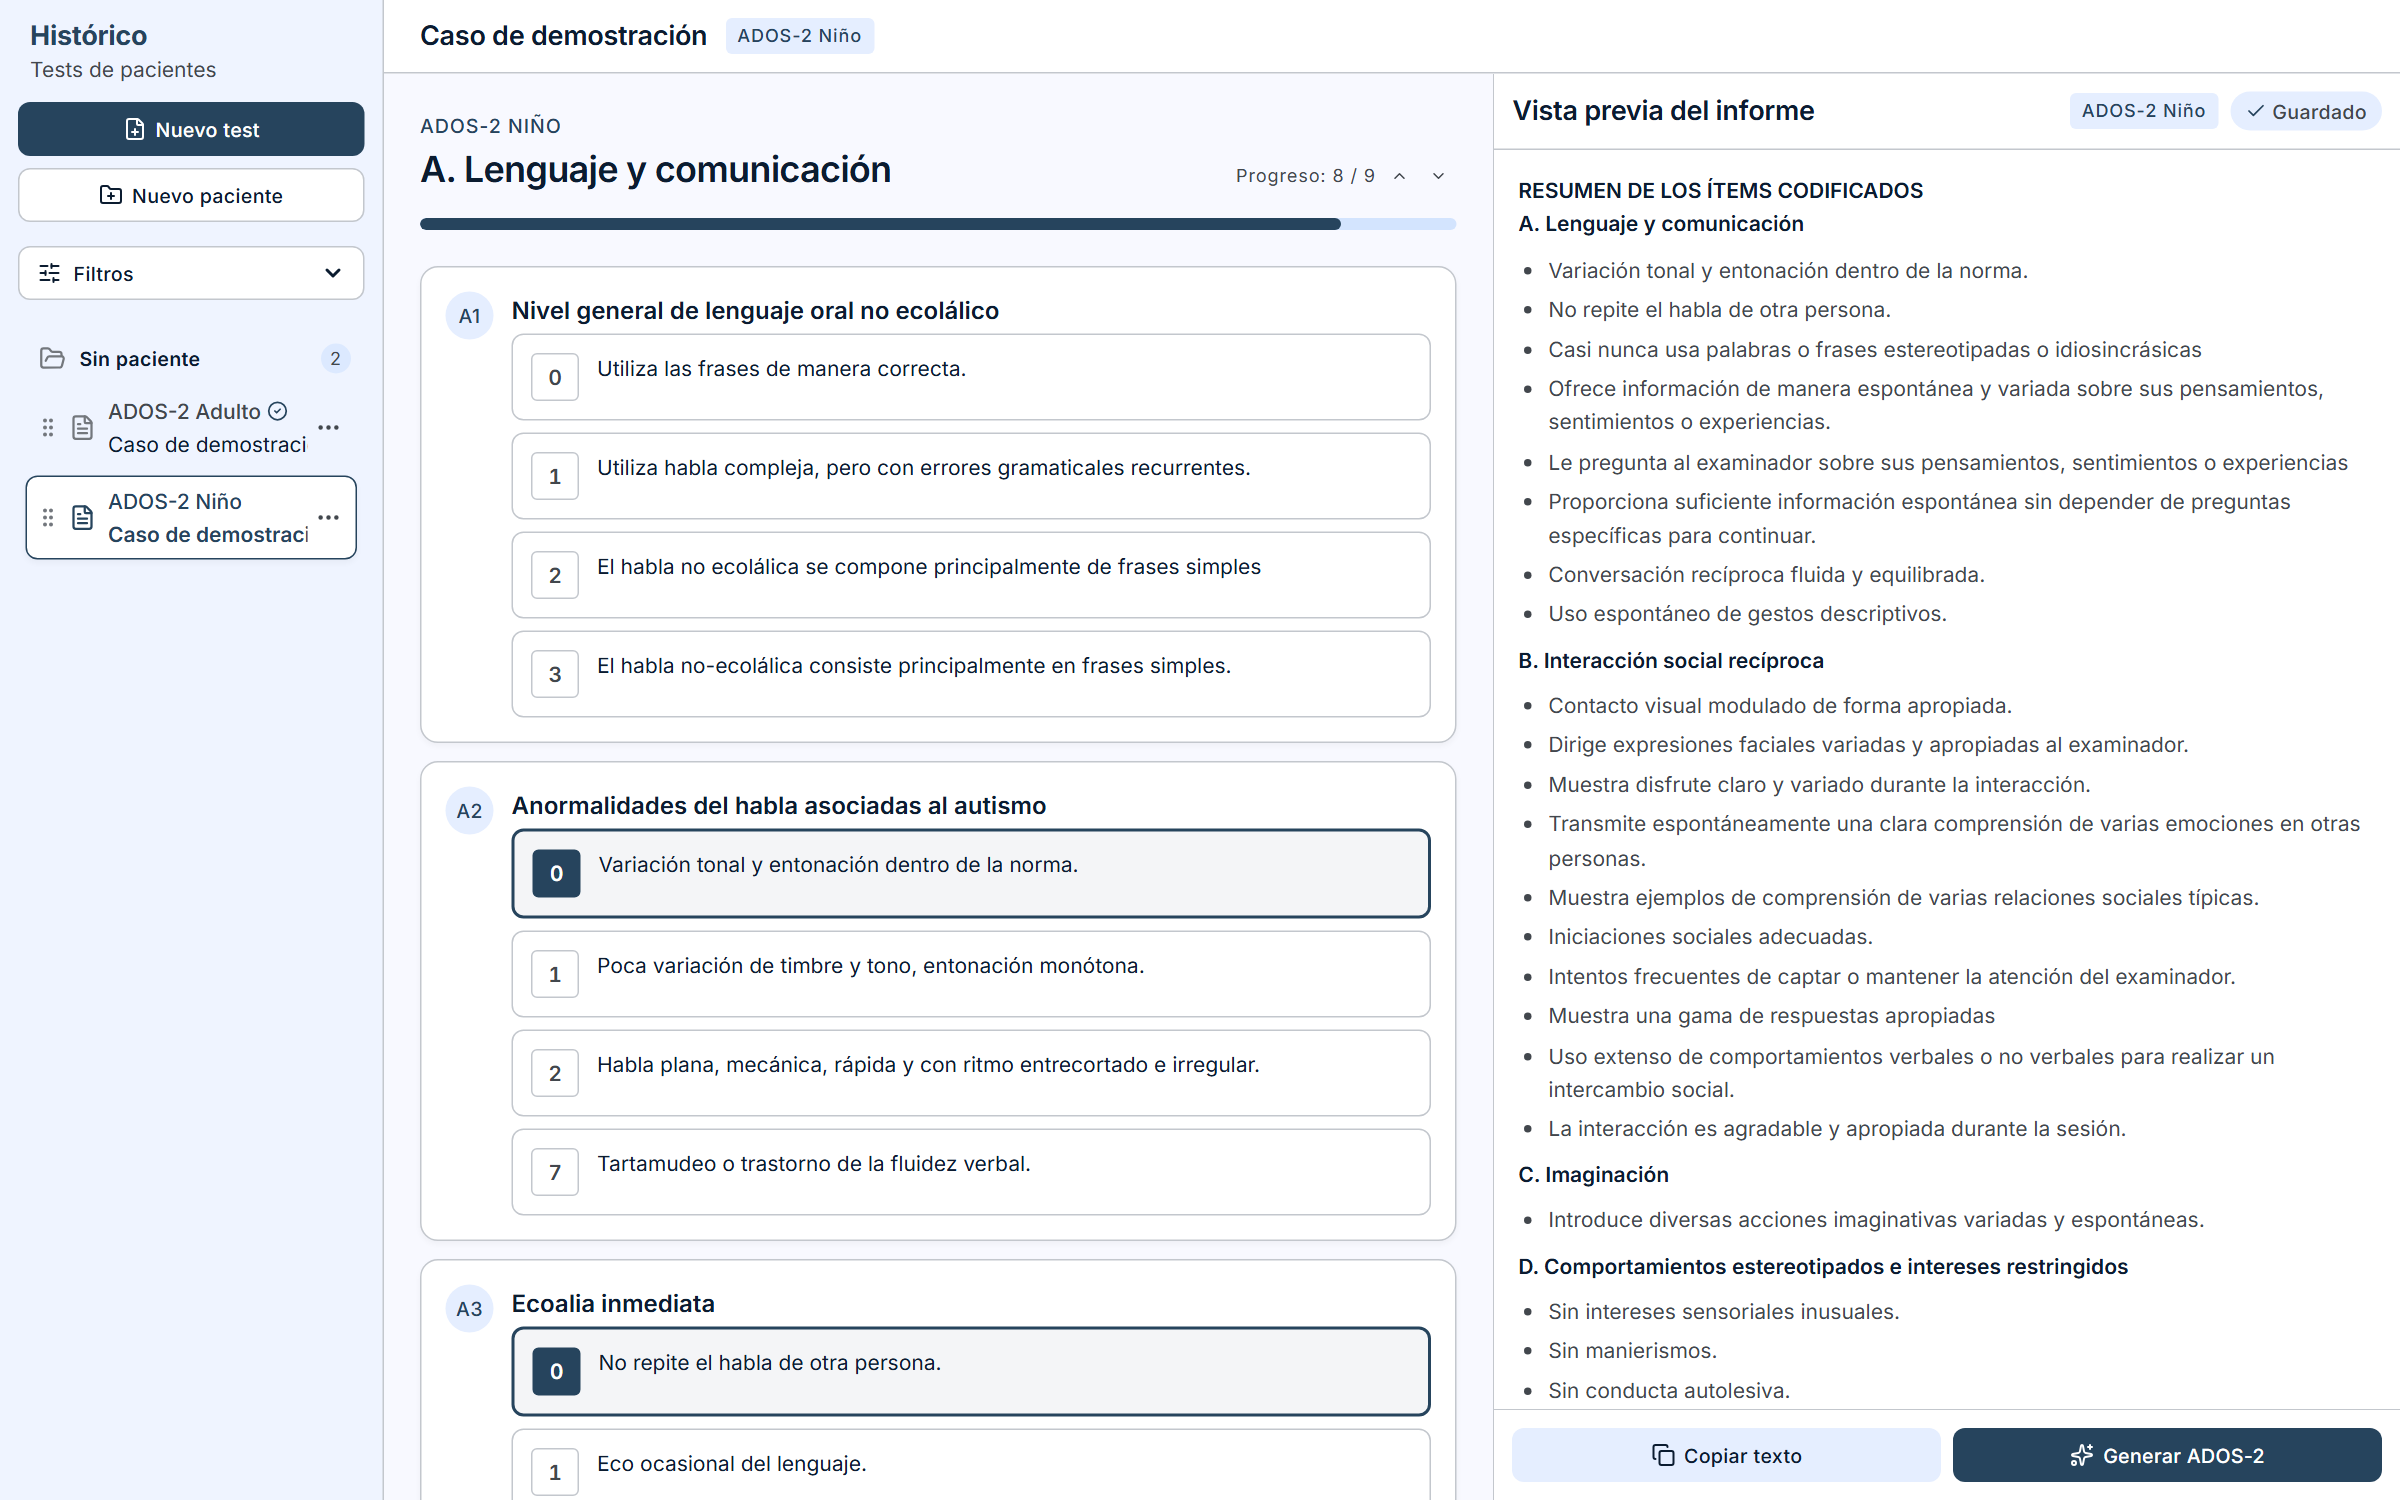 Histórico
Tests de pacientes
Nuevo test
Nuevo paciente
Filtros
Sin paciente
2
ADOS-2 Adulto
Caso de demostraci
ADOS-2 Niño
Caso de demostraci
Caso de demostración
ADOS-2 Niño
ADOS-2 NIÑO
A. Lenguaje y comunicación
Progreso: 8 / 9
A1
Nivel general de lenguaje oral no ecolálico
0
Utiliza las frases de manera correcta.
1
Utiliza habla compleja, pero con errores gramaticales recurrentes.
2
El habla no ecolálica se compone principalmente de frases simples
3
El habla no-ecolálica consiste principalmente en frases simples.
A2
Anormalidades del habla asociadas al autismo
0
Variación tonal y entonación dentro de la norma.
1
Poca variación de timbre y tono, entonación monótona.
2
Habla plana, mecánica, rápida y con ritmo entrecortado e irregular.
7
Tartamudeo o trastorno de la fluidez verbal.
A3
Ecoalia inmediata
0
No repite el habla de otra persona.
1
Eco ocasional del lenguaje.
Vista previa del informe
ADOS-2 Niño
Guardado
RESUMEN DE LOS ÍTEMS CODIFICADOS
A. Lenguaje y comunicación
• Variación tonal y entonación dentro de la norma.
• No repite el habla de otra persona.
• Casi nunca usa palabras o frases estereotipadas o idiosincrásicas
• Ofrece información de manera espontánea y variada sobre sus pensamientos,
sentimientos o experiencias.
• Le pregunta al examinador sobre sus pensamientos, sentimientos o experiencias
• Proporciona suficiente información espontánea sin depender de preguntas
específicas para continuar.
• Conversación recíproca fluida y equilibrada.
• Uso espontáneo de gestos descriptivos.
B. Interacción social recíproca
• Contacto visual modulado de forma apropiada.
• Dirige expresiones faciales variadas y apropiadas al examinador.
• Muestra disfrute claro y variado durante la interacción.
• Transmite espontáneamente una clara comprensión de varias emociones en otras
personas.
• Muestra ejemplos de comprensión de varias relaciones sociales típicas.
• Iniciaciones sociales adecuadas.
• Intentos frecuentes de captar o mantener la atención del examinador.
• Muestra una gama de respuestas apropiadas
• Uso extenso de comportamientos verbales o no verbales para realizar un
intercambio social.
• La interacción es agradable y apropiada durante la sesión.
C. Imaginación
• Introduce diversas acciones imaginativas variadas y espontáneas.
D. Comportamientos estereotipados e intereses restringidos
• Sin intereses sensoriales inusuales.
• Sin manierismos.
• Sin conducta autolesiva.
Copiar texto
Generar ADOS-2